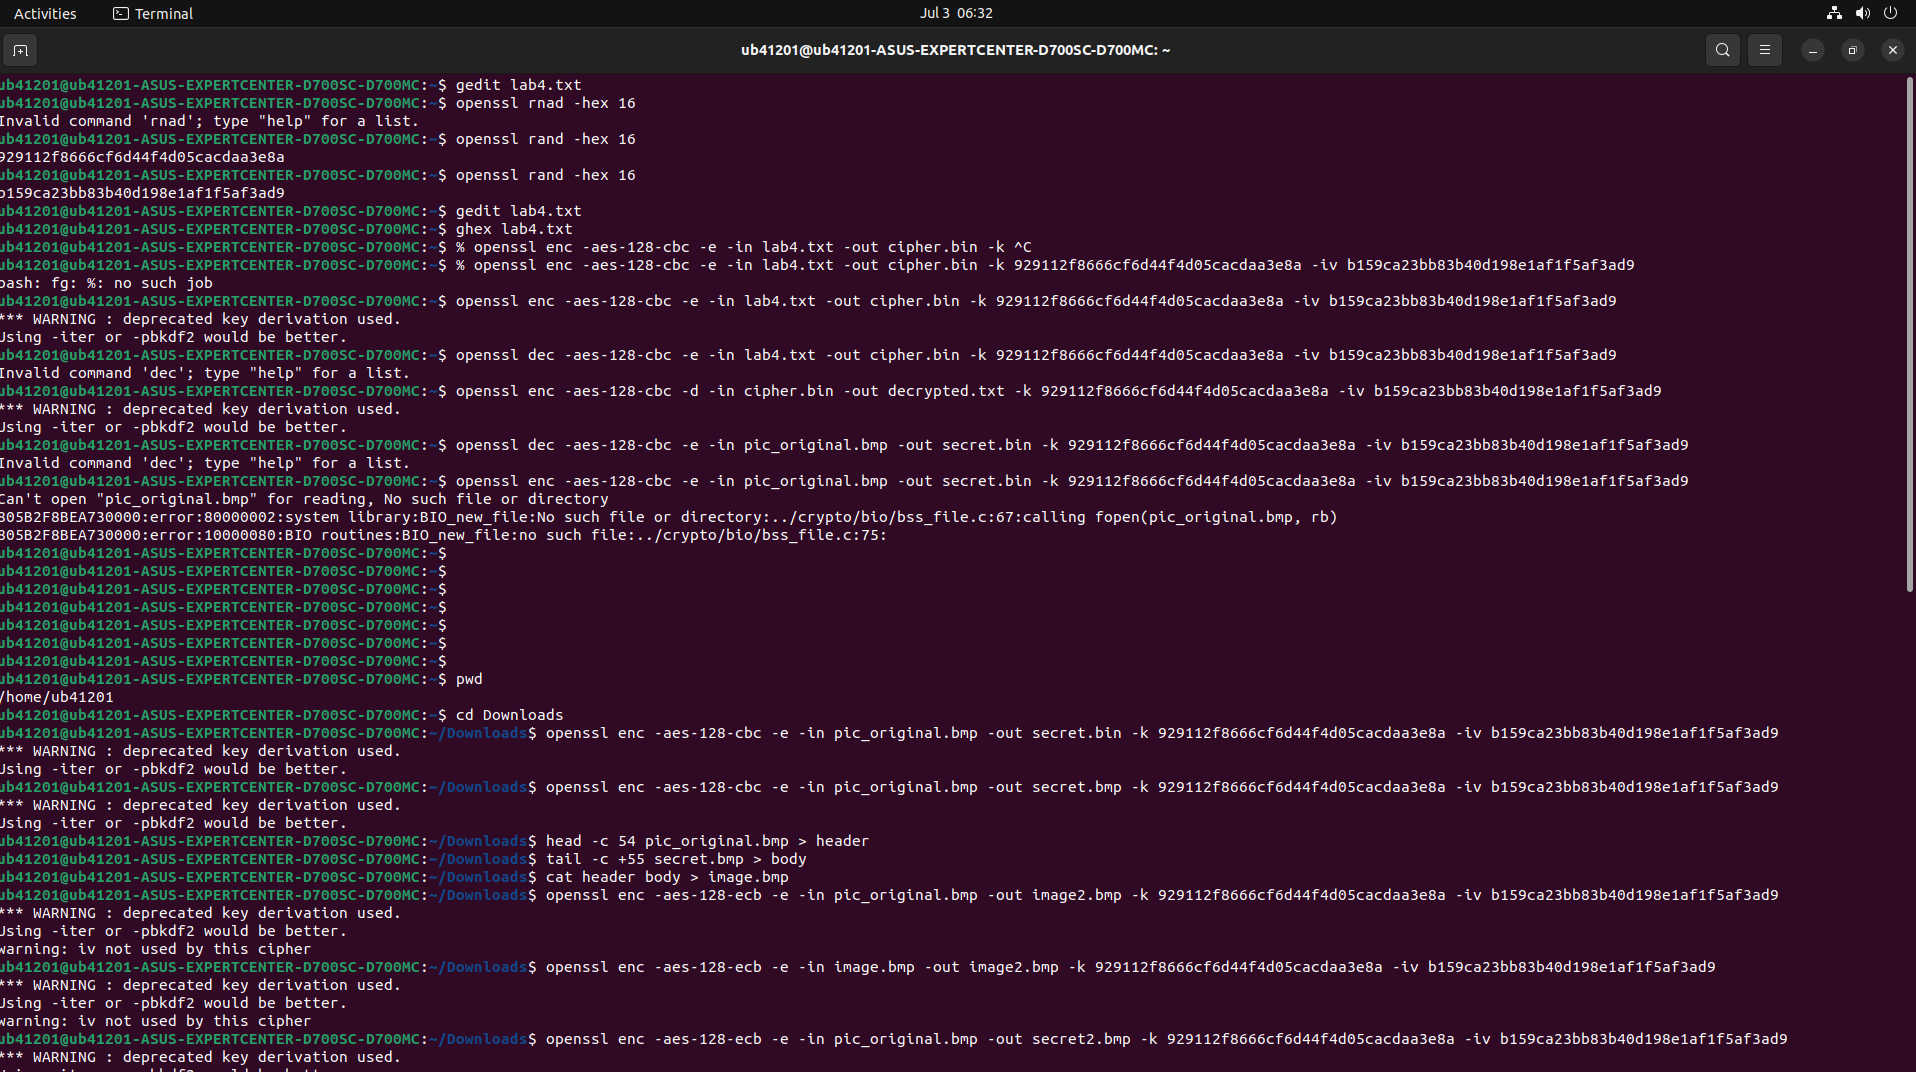 Activities
Terminal
Jul 3 06:32
ub41201@ub41201-ASUS-EXPERTCENTER-D700SC-D700MC: ~
ub41201@ub41201-ASUS-EXPERTCENTER-D700SC-D700MC:~$ gedit lab4.txt
ub41201@ub41201-ASUS-EXPERTCENTER-D700SC-D700MC:~$ openssl rnad -hex 16
Invalid command 'rnad'; type "help" for a list.
ub41201@ub41201-ASUS-EXPERTCENTER-D700SC-D700MC:~$ openssl rand -hex 16
929112f8666cf6d44f4d05cacdaa3e8a
ub41201@ub41201-ASUS-EXPERTCENTER-D700SC-D700MC:~$ openssl rand -hex 16
b159ca23bb83b40d198e1af1f5af3ad9
ub41201@ub41201-ASUS-EXPERTCENTER-D700SC-D700MC:~$ gedit lab4.txt
ub41201@ub41201-ASUS-EXPERTCENTER-D700SC-D700MC:~$ ghex lab4.txt
ub41201@ub41201-ASUS-EXPERTCENTER-D700SC-D700MC:~$ % openssl enc -aes-128-cbc -e -in lab4.txt -out cipher.bin -k ^C
ub41201@ub41201-ASUS-EXPERTCENTER-D700SC-D700MC:~$ % openssl enc -aes-128-cbc -e -in lab4.txt -out cipher.bin -k 929112f8666cf6d44f4d05cacdaa3e8a -iv b159ca23bb83b40d198e1af1f5af3ad9
bash: fg: %: no such job
ub41201@ub41201-ASUS-EXPERTCENTER-D700SC-D700MC:~$ openssl enc -aes-128-cbc -e -in lab4.txt -out cipher.bin -k 929112f8666cf6d44f4d05cacdaa3e8a -iv b159ca23bb83b40d198e1af1f5af3ad9
*** WARNING : deprecated key derivation used.
Using -iter or -pbkdf2 would be better.
ub41201@ub41201-ASUS-EXPERTCENTER-D700SC-D700MC:~$ openssl dec -aes-128-cbc -e -in lab4.txt -out cipher.bin -k 929112f8666cf6d44f4d05cacdaa3e8a -iv b159ca23bb83b40d198e1af1f5af3ad9
Invalid command 'dec'; type "help" for a list.
ub41201@ub41201-ASUS-EXPERTCENTER-D700SC-D700MC:~$ openssl enc -aes-128-cbc -d -in cipher.bin -out decrypted.txt -k 929112f8666cf6d44f4d05cacdaa3e8a -iv b159ca23bb83b40d198e1af1f5af3ad9
*** WARNING : deprecated key derivation used.
Using -iter or -pbkdf2 would be better.
ub41201@ub41201-ASUS-EXPERTCENTER-D700SC-D700MC:~$ openssl dec -aes-128-cbc -e -in pic_original.bmp -out secret.bin -k 929112f8666cf6d44f4d05cacdaa3e8a -iv b159ca23bb83b40d198e1af1f5af3ad9
Invalid command 'dec'; type "help" for a list.
ub41201@ub41201-ASUS-EXPERTCENTER-D700SC-D700MC:~$ openssl enc -aes-128-cbc -e -in pic_original.bmp -out secret.bin -k 929112f8666cf6d44f4d05cacdaa3e8a -iv b159ca23bb83b40d198e1af1f5af3ad9
Can't open "pic_original.bmp" for reading, No such file or directory
805B2F8BEA730000:error:80000002:system library:BIO_new_file:No such file or directory:../crypto/bio/bss_file.c:67:calling fopen(pic_original.bmp, rb)
805B2F8BEA730000:error:10000080:BIO routines:BIO_new_file:no such file:../crypto/bio/bss_file.c:75:
ub41201@ub41201-ASUS-EXPERTCENTER-D700SC-D700MC:~$
ub41201@ub41201-ASUS-EXPERTCENTER-D700SC-D700MC:~$
ub41201@ub41201-ASUS-EXPERTCENTER-D700SC-D700MC:~$
ub41201@ub41201-ASUS-EXPERTCENTER-D700SC-D700MC:~$
ub41201@ub41201-ASUS-EXPERTCENTER-D700SC-D700MC:~$
ub41201@ub41201-ASUS-EXPERTCENTER-D700SC-D700MC:~$
ub41201@ub41201-ASUS-EXPERTCENTER-D700SC-D700MC:~$
ub41201@ub41201-ASUS-EXPERTCENTER-D700SC-D700MC:~$ pwd
/home/ub41201
ub41201@ub41201-ASUS-EXPERTCENTER-D700SC-D700MC:~$ cd Downloads
ub41201@ub41201-ASUS-EXPERTCENTER-D700SC-D700MC:~/Downloads$ openssl enc -aes-128-cbc -e -in pic_original.bmp -out secret.bin -k 929112f8666cf6d44f4d05cacdaa3e8a -iv b159ca23bb83b40d198e1af1f5af3ad9
*** WARNING : deprecated key derivation used.
Using -iter or -pbkdf2 would be better.
ub41201@ub41201-ASUS-EXPERTCENTER-D700SC-D700MC:~/Downloads$ openssl enc -aes-128-cbc -e -in pic_original.bmp -out secret.bmp -k 929112f8666cf6d44f4d05cacdaa3e8a -iv b159ca23bb83b40d198e1af1f5af3ad9
*** WARNING : deprecated key derivation used.
Using -iter or -pbkdf2 would be better.
ub41201@ub41201-ASUS-EXPERTCENTER-D700SC-D700MC:~/Downloads$ head -c 54 pic_original.bmp > header
ub41201@ub41201-ASUS-EXPERTCENTER-D700SC-D700MC:~/Downloads$ tail -c +55 secret.bmp > body
ub41201@ub41201-ASUS-EXPERTCENTER-D700SC-D700MC:~/Downloads$ cat header body > image.bmp
ub41201@ub41201-ASUS-EXPERTCENTER-D700SC-D700MC:~/Downloads$ openssl enc -aes-128-ecb -e -in pic_original.bmp -out image2.bmp -k 929112f8666cf6d44f4d05cacdaa3e8a -iv b159ca23bb83b40d198e1af1f5af3ad9
*** WARNING : deprecated key derivation used.
Using -iter or -pbkdf2 would be better.
warning: iv not used by this cipher
ub41201@ub41201-ASUS-EXPERTCENTER-D700SC-D700MC:~/Downloads$ openssl enc -aes-128-ecb -e -in image.bmp -out image2.bmp -k 929112f8666cf6d44f4d05cacdaa3e8a -iv b159ca23bb83b40d198e1af1f5af3ad9
*** WARNING : deprecated key derivation used.
Using -iter or -pbkdf2 would be better.
warning: iv not used by this cipher
ub41201@ub41201-ASUS-EXPERTCENTER-D700SC-D700MC:~/Downloads$ openssl enc -aes-128-ecb -e -in pic_original.bmp -out secret2.bmp -k 929112f8666cf6d44f4d05cacdaa3e8a -iv b159ca23bb83b40d198e1af1f5af3ad9
*** WARNING : deprecated key derivation used.